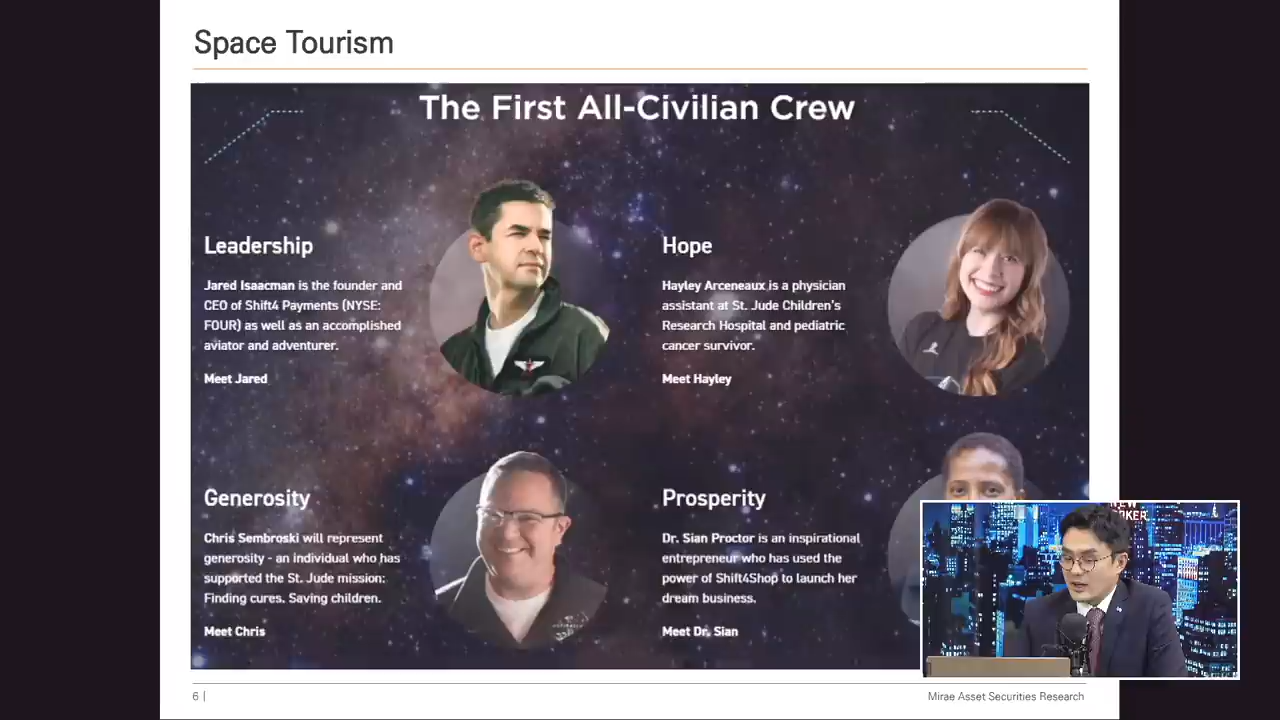 Space Tourism
The First All-Civilian Crew
Leadership
Jared Isaacman is the founder and
CEO of Shift4 Payments (NYSE:
FOUR) as well as an accomplished
aviator and adventurer.
Meet Jared
Hope
Hayley Arceneaux is a physician
assistant at St. Jude Children's
Research Hospital and pediatric
cancer survivor.
Meet Hayley
Generosity
Chris Sembroski will represent
generosity - an individual who has
supported the St. Jude mission:
Finding cures. Saving children.
Meet Chris
Prosperity
Dr. Sian Proctor is an inspirational
entrepreneur who has used the
power of Shift4Shop to launch her
dream business.
Meet Dr. Sian
6 |
Mirae Asset Securities Research